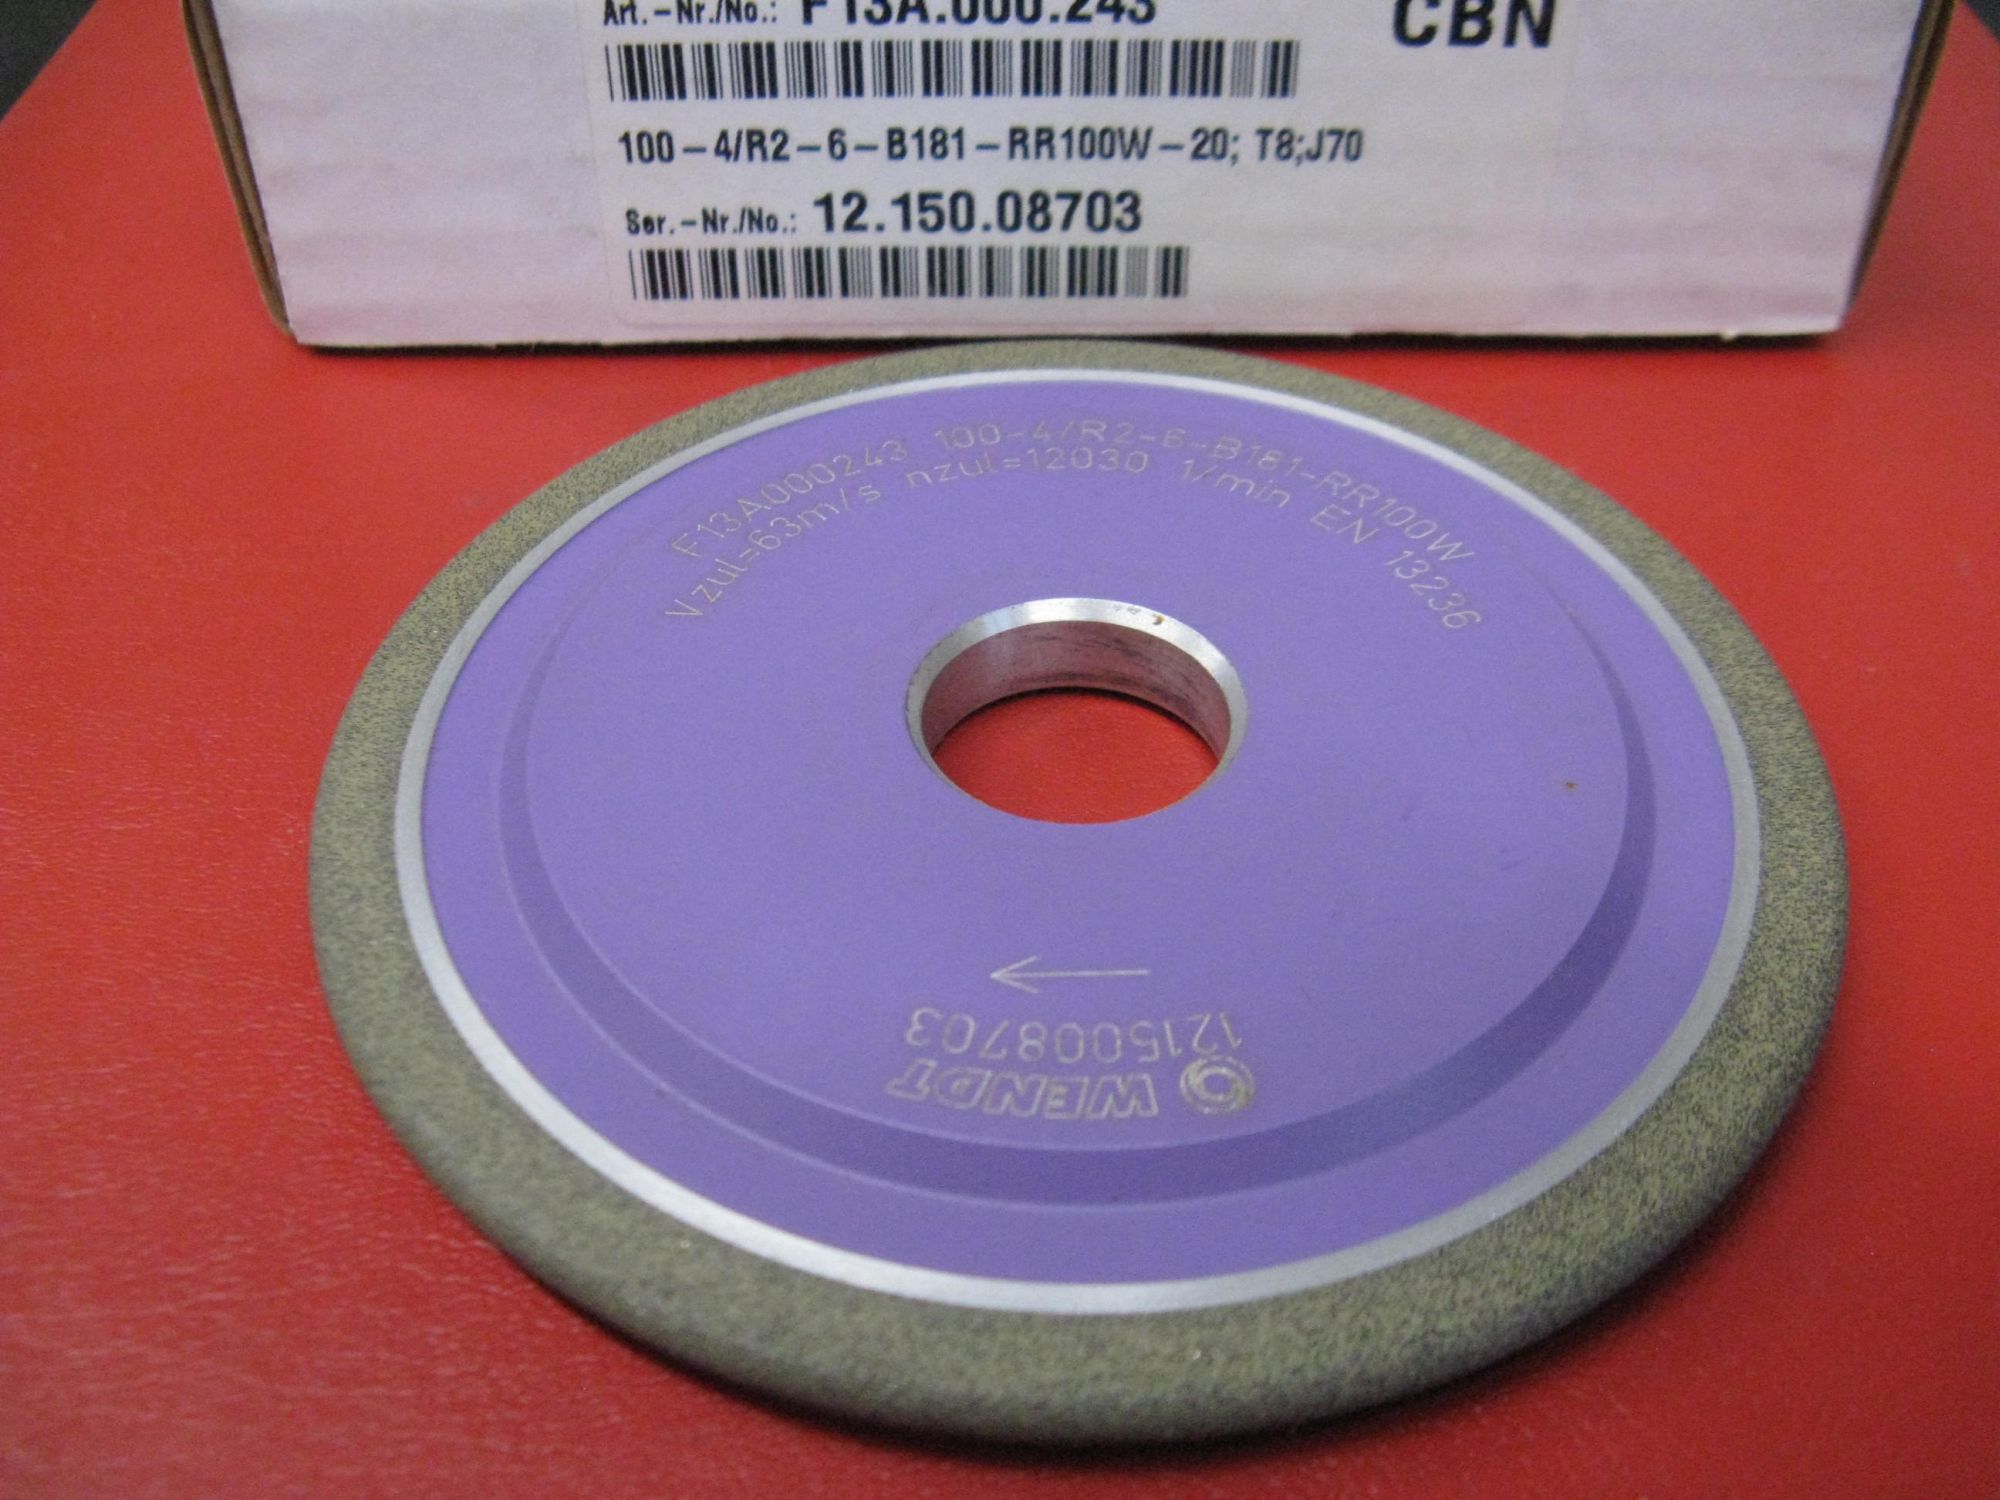 Art.-Nr./No.: F13A.000.243
CBN
100-4/R2-6-B181-RR100W-20; T8;J70
Ser.-Nr./No.: 12.150.08703
F13A000243 100-4/R2-6-B181-RR100W
Vzul=63m/s nzul=12030 1/min EN 13236
WENDT
1215008703